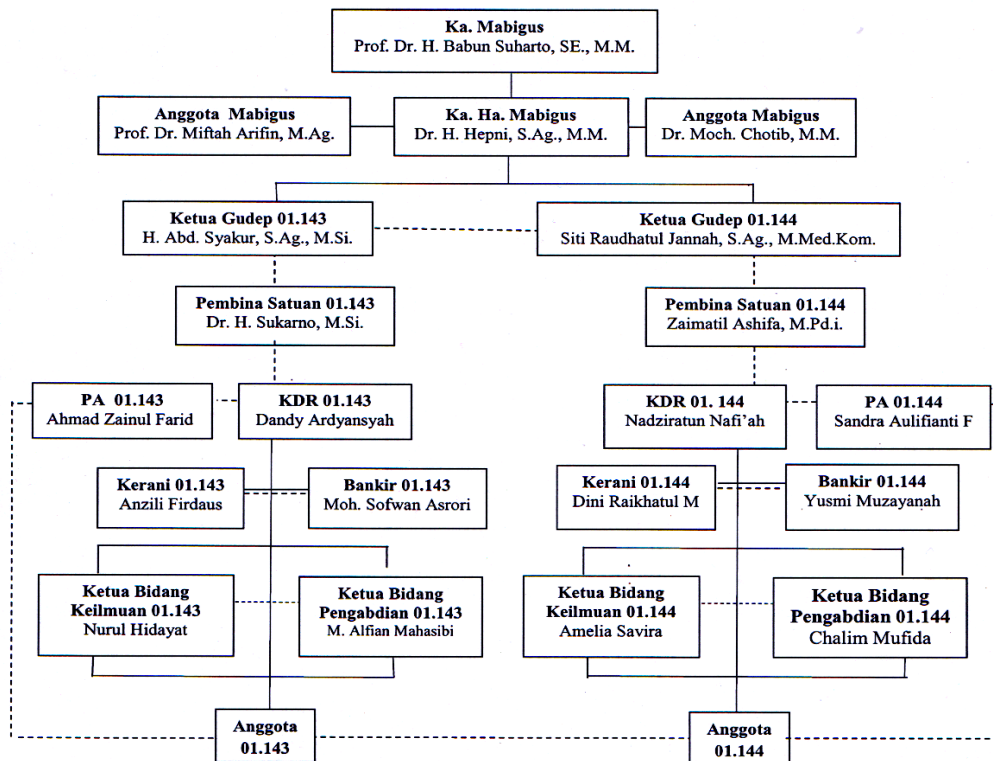 Ka. Mabigus
Prof. Dr. H. Babun Suharto, SE., M.M.
Anggota Mabigus
Prof. Dr. Miftah Arifin, M.Ag.
Ka. Ha. Mabigus
Dr. H. Hepni, S.Ag., M.M.
Anggota Mabigus
Dr. Moch. Chotib, M.M.
Ketua Gudep 01.143
H. Abd. Syakur, S.Ag., M.Si.
Ketua Gudep 01.144
Siti Raudhatul Jannah, S.Ag., M.Med.Kom.
Pembina Satuan 01.143
Dr. H. Sukarno, M.Si.
Pembina Satuan 01.144
Zaimatil Ashifa, M.Pd.i.
PA 01.143
Ahmad Zainul Farid
KDR 01.143
Dandy Ardyansyah
KDR 01. 144
Nadziratun Nafi'ah
PA 01.144
Sandra Aulifianti F
Kerani 01.143
Anzili Firdaus
Bankir 01.143
Moh. Sofwan Asrori
Kerani 01.144
Dini Raikhatul M
Bankir 01.144
Yusmi Muzayanah
Ketua Bidang
Keilmuan 01.143
Nurul Hidayat
Ketua Bidang
Pengabdian 01.143
M. Alfian Mahasibi
Ketua Bidang
Keilmuan 01.144
Amelia Savira
Ketua Bidang
Pengabdian 01.144
Chalim Mufida
Anggota
01.143
Anggota
01.144